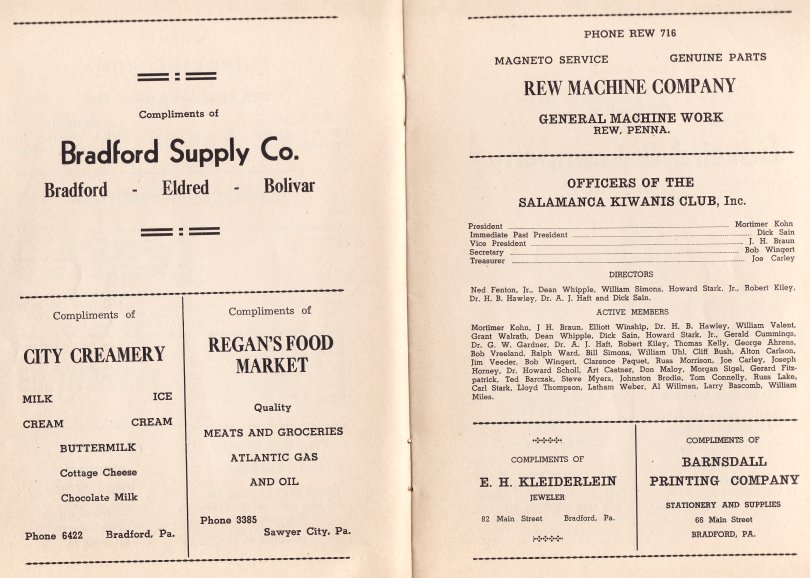 Compliments of
Bradford Supply Co.
Bradford - Eldred - Bolivar
Compliments of
CITY CREAMERY
MILK ICE
CREAM CREAM
BUTTERMILK
Cottage Cheese
Chocolate Milk
Phone 6422 Bradford, Pa.
Compliments of
REGAN'S FOOD
MARKET
Quality
MEATS AND GROCERIES
ATLANTIC GAS
AND OIL
Phone 3385
Sawyer City, Pa.
PHONE REW 716
MAGNETO SERVICE GENUINE PARTS
REW MACHINE COMPANY
GENERAL MACHINE WORK
REW, PENNA.
OFFICERS OF THE
SALAMANCA KIWANIS CLUB, Inc.
President Mortimer Kohn
Immediate Past President Dick Sain
Vice President J. H. Braun
Secretary Bob Wingert
Treasurer Joe Carley
DIRECTORS
Ned Fenton, Jr., Dean Whipple, William Simons, Howard Stark, Jr., Robert Kiley,
Dr. H. B. Hawley, Dr. A. J. Haft and Dick Sain.
ACTIVE MEMBERS
Mortimer Kohn, J H. Braun, Elliott Winship, Dr. H. B. Hawley, William Valent,
Grant Walrath, Dean Whipple, Dick Sain, Howard Stark, Jr., Gerald Cummings,
Dr. G. W. Gardner, Dr. A. J. Haft, Robert Kiley, Thomas Kelly, George Ahrens,
Bob Vreeland, Ralph Ward, Bill Simons, William Uhl, Cliff Bush, Alton Carlson,
Jim Veeder, Bob Wingert, Clarence Paquet, Russ Morrison, Joe Carley, Joseph
Horney, Dr. Howard Scholl, Art Castner, Don Maloy, Morgan Sigel, Gerard Fitz-
patrick, Ted Barczak, Steve Myers, Johnston Brodie, Tom Connelly, Russ Lake,
Carl Stark, Lloyd Thompson, Latham Weber, Al Willman, Larry Bascomb, William
Miles.
COMPLIMENTS OF
E. H. KLEIDERLEIN
JEWELER
82 Main Street Bradford, Pa.
COMPLIMENTS OF
BARNSDALL
PRINTING COMPANY
STATIONERY AND SUPPLIES
66 Main Street
BRADFORD, PA.